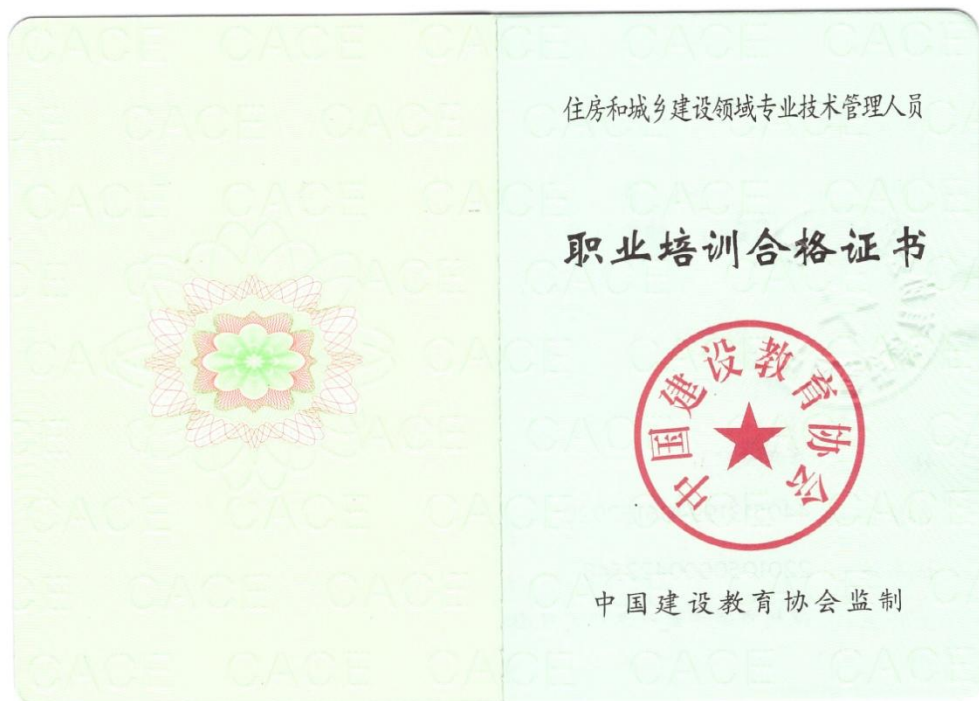 住房和城乡建设领域专业技术管理人员
职业培训合格证书
中国建设教育协会
中国建设教育协会监制
CACE